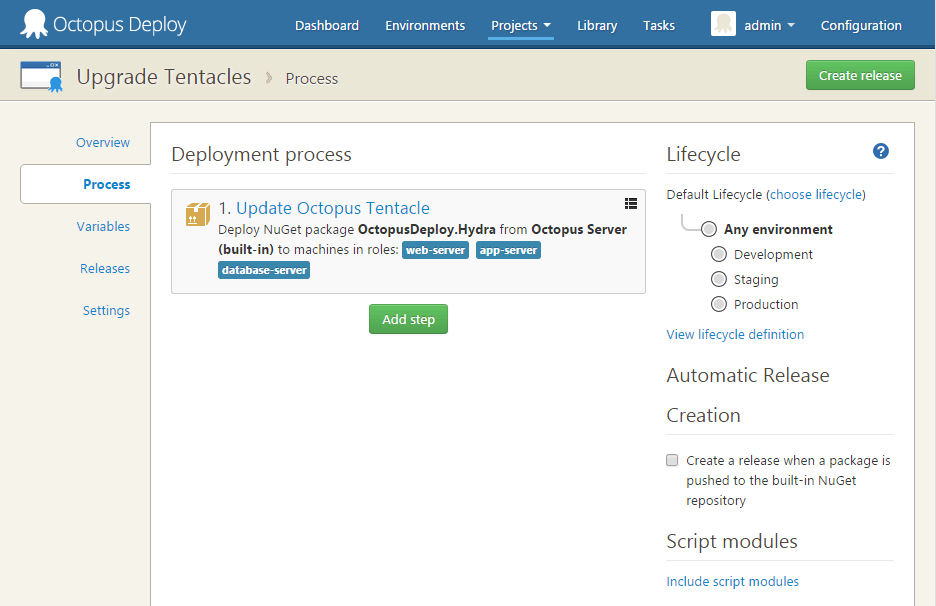 Octopus Deploy
Dashboard
Environments
Projects
Library
Tasks
admin
Configuration
Upgrade Tentacles
Process
Create release
Overview
Process
Variables
Releases
Settings
Deployment process
1. Update Octopus Tentacle
Deploy NuGet package OctopusDeploy.Hydra from Octopus Server
(built-in) to machines in roles: web-server app-server
database-server
Add step
Lifecycle
?
Default Lifecycle (choose lifecycle)
Any environment
Development
Staging
Production
View lifecycle definition
Automatic Release
Creation
Create a release when a package is
pushed to the built-in NuGet
repository
Script modules
Include script modules